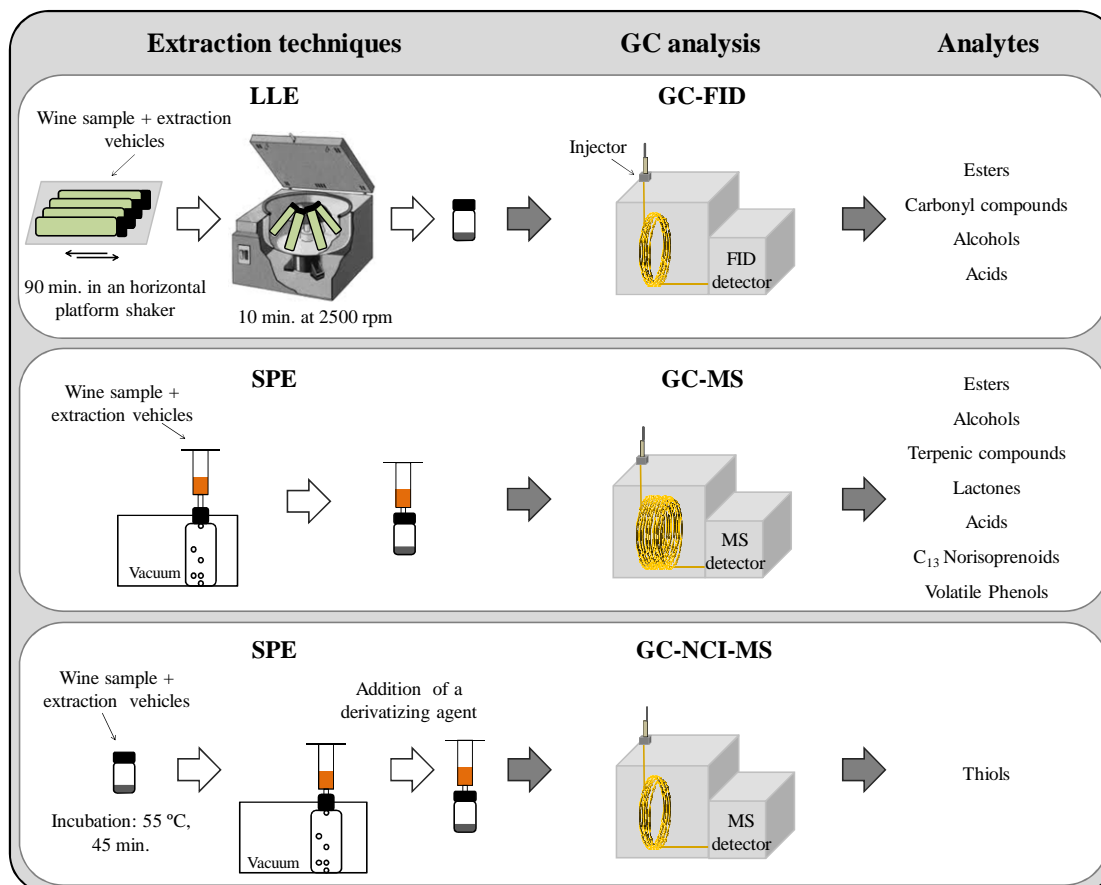 Extraction techniques
GC analysis
Analytes
LLE
GC-FID
Wine sample + extraction
vehicles
90 min. in an horizontal
platform shaker
10 min. at 2500 rpm
Injector
FID
detector
Esters
Carbonyl compounds
Alcohols
Acids
SPE
GC-MS
Wine sample +
extraction vehicles
Vacuum
MS
detector
Esters
Alcohols
Terpenic compounds
Lactones
Acids
C₁₃ Norisoprenoids
Volatile Phenols
SPE
GC-NCI-MS
Wine sample +
extraction vehicles
Incubation: 55 ºC,
45 min.
Vacuum
Addition of a
derivatizing agent
MS
detector
Thiols